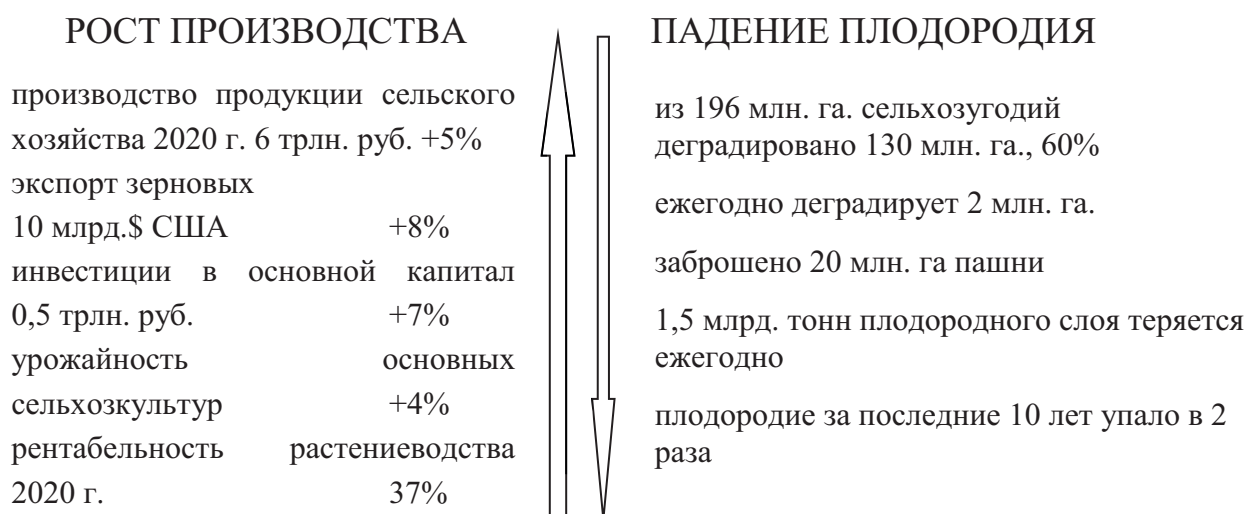 РОСТ ПРОИЗВОДСТВА
производство продукции сельского
хозяйства 2020 г. 6 трлн. руб. +5%
экспорт зерновых
10 млрд.$ США +8%
инвестиции в основной капитал
0,5 трлн. руб. +7%
урожайность основных
сельхозкультур +4%
рентабельность растениеводства
2020 г. 37%
ПАДЕНИЕ ПЛОДОРОДИЯ
из 196 млн. га. сельхозугодий
деградировано 130 млн. га., 60%
ежегодно деградирует 2 млн. га.
заброшено 20 млн. га пашни
1,5 млрд. тонн плодородного слоя теряется
ежегодно
плодородие за последние 10 лет упало в 2
раза